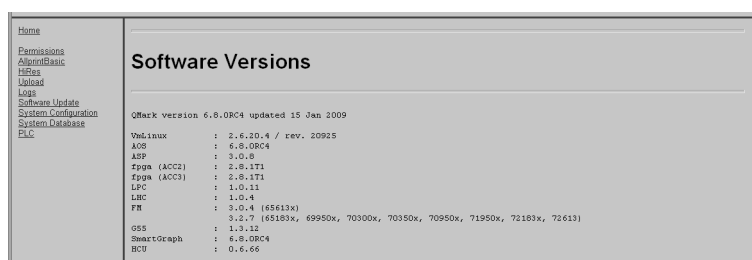 Home
Permissions
AllprintBasic
HiRes
Upload
Logs
Software Update
System Configuration
System Database
PLC
Software Versions
QMark version 6.8.0RC4 updated 15 Jan 2009
VmLinux : 2.6.20.4 / rev. 20925
AOS : 6.8.0RC4
ASP : 3.0.8
fpga (ACC2) : 2.8.1T1
fpga (ACC3) : 2.8.1T1
LPC : 1.0.11
LHC : 1.0.4
FM : 3.0.4 (65613x)
3.2.7 (65183x, 69950x, 70300x, 70350x, 70950x, 71950x, 72183x, 72613)
GSS : 1.3.12
SmartGraph : 6.8.0RC4
HCU : 0.6.66